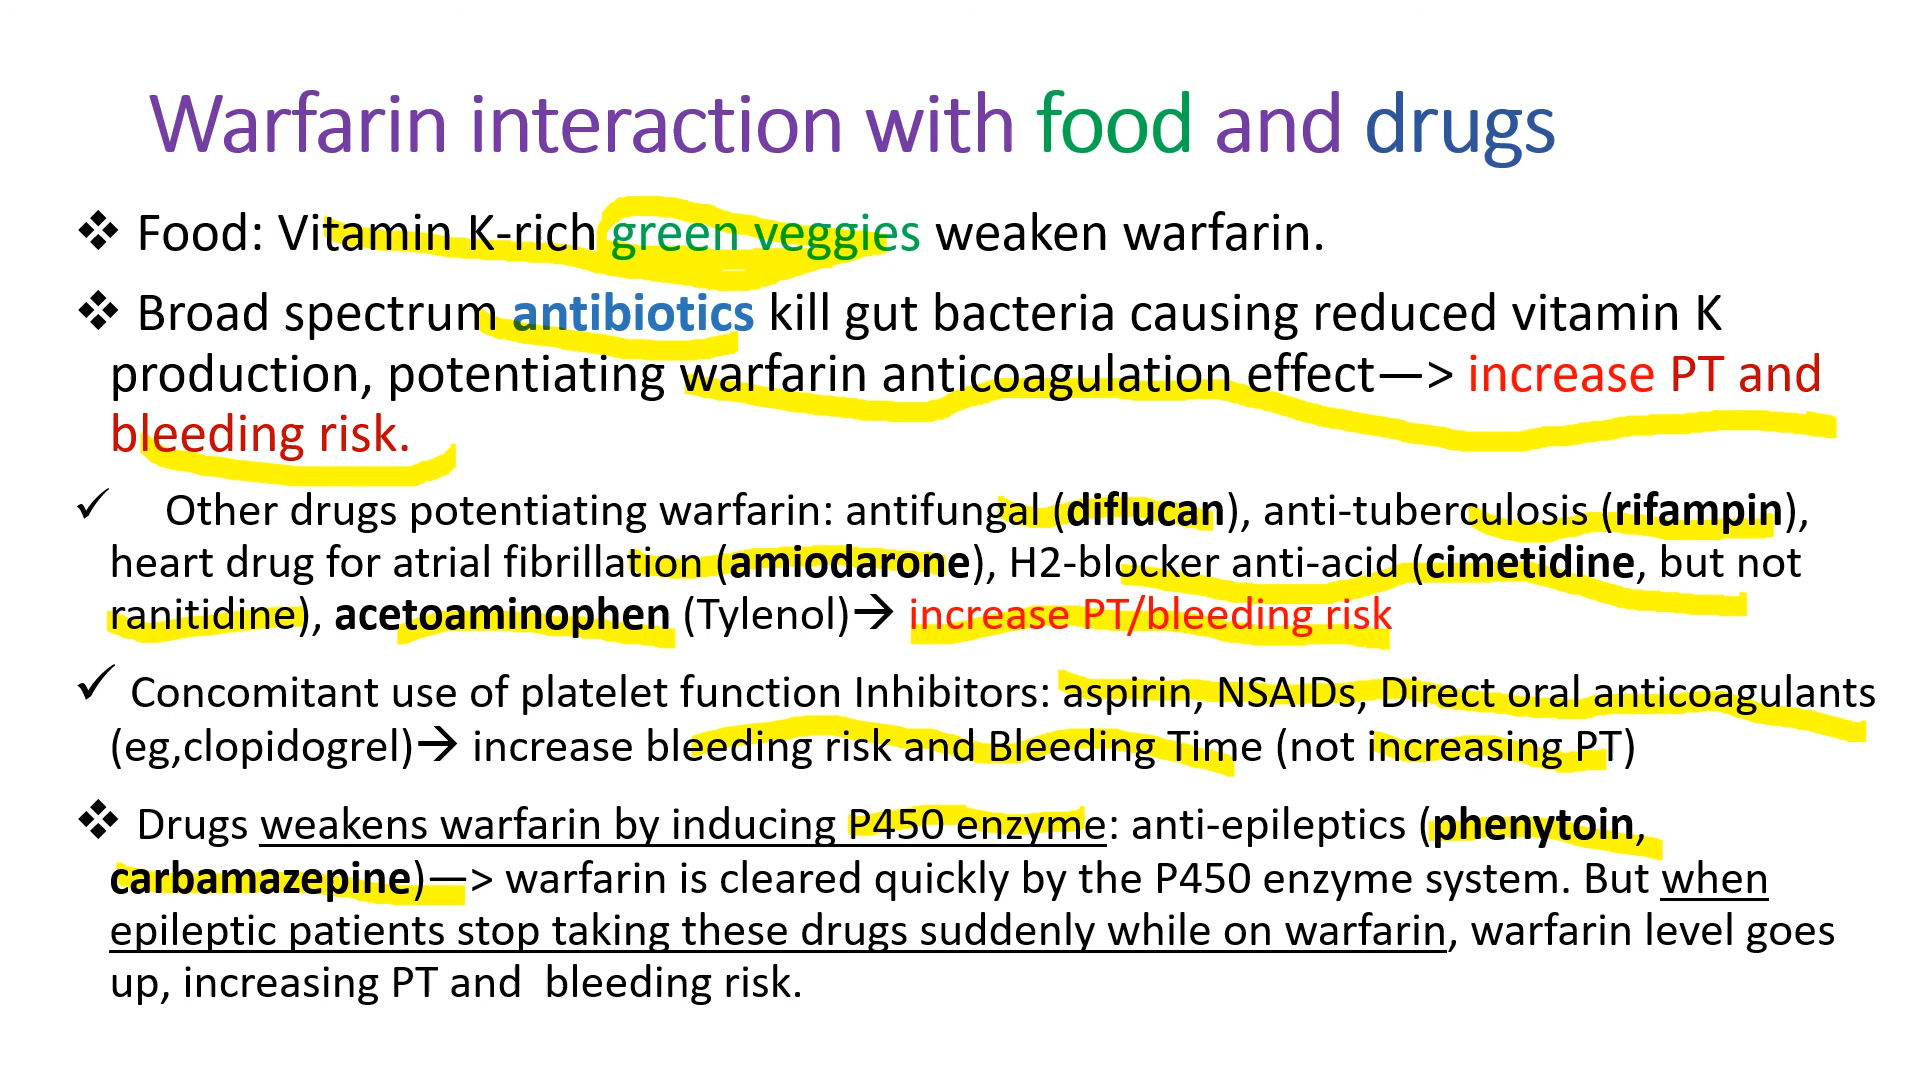 Warfarin interaction with food and drugs
❖ Food: Vitamin K-rich green veggies weaken warfarin.
❖ Broad spectrum antibiotics kill gut bacteria causing reduced vitamin K
production, potentiating warfarin anticoagulation effect—> increase PT and
bleeding risk.
✓ Other drugs potentiating warfarin: antifungal (diflucan), anti-tuberculosis (rifampin),
heart drug for atrial fibrillation (amiodarone), H2-blocker anti-acid (cimetidine, but not
ranitidine), acetoaminophen (Tylenol)→ increase PT/bleeding risk
✓ Concomitant use of platelet function Inhibitors: aspirin, NSAIDs, Direct oral anticoagulants
(eg,clopidogrel)→ increase bleeding risk and Bleeding Time (not increasing PT)
❖ Drugs weakens warfarin by inducing P450 enzyme: anti-epileptics (phenytoin,
carbamazepine)—> warfarin is cleared quickly by the P450 enzyme system. But when
epileptic patients stop taking these drugs suddenly while on warfarin, warfarin level goes
up, increasing PT and  bleeding risk.